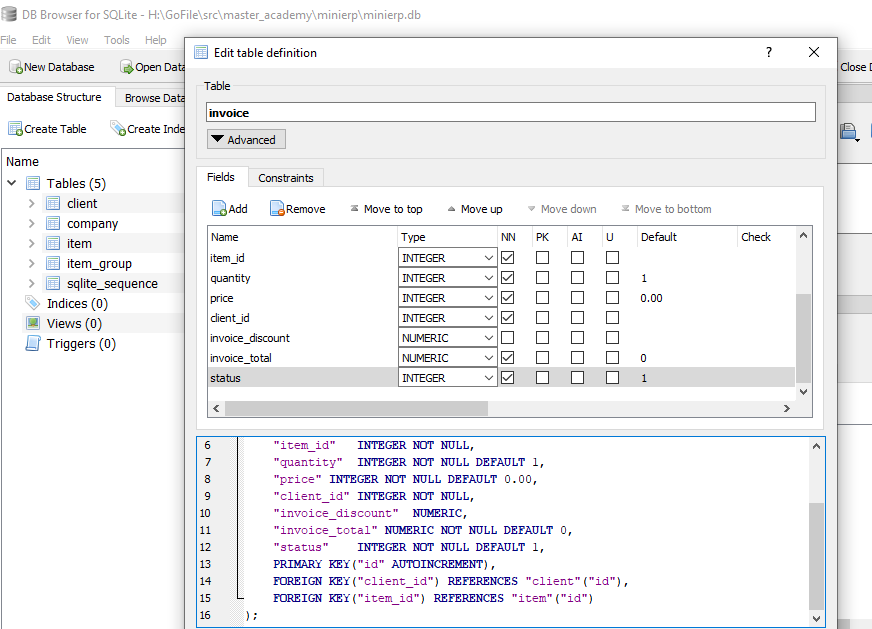 DB Browser for SQLite - H:\GoFile\src\master_academy\minierp\minierp.db
File Edit View Tools Help
Edit table definition ?
New Database Open Data Close D
Table
Database Structure Browse Data
invoice
Create Table Create Inde
Advanced
Name
Tables (5)
client
company
item
item_group
sqlite_sequence
Indices (0)
Views (0)
Triggers (0)
Fields Constraints
Add Remove Move to top Move up Move down Move to bottom
Name Type NN PK AI U Default Check
item_id INTEGER
quantity INTEGER 1
price INTEGER 0.00
client_id INTEGER
invoice_discount NUMERIC
invoice_total NUMERIC 0
status INTEGER 1
6 "item_id" INTEGER NOT NULL,
7 "quantity" INTEGER NOT NULL DEFAULT 1,
8 "price" INTEGER NOT NULL DEFAULT 0.00,
9 "client_id" INTEGER NOT NULL,
10 "invoice_discount" NUMERIC,
11 "invoice_total" NUMERIC NOT NULL DEFAULT 0,
12 "status" INTEGER NOT NULL DEFAULT 1,
13 PRIMARY KEY("id" AUTOINCREMENT),
14 FOREIGN KEY("client_id") REFERENCES "client"("id"),
15 FOREIGN KEY("item_id") REFERENCES "item"("id")
16 );